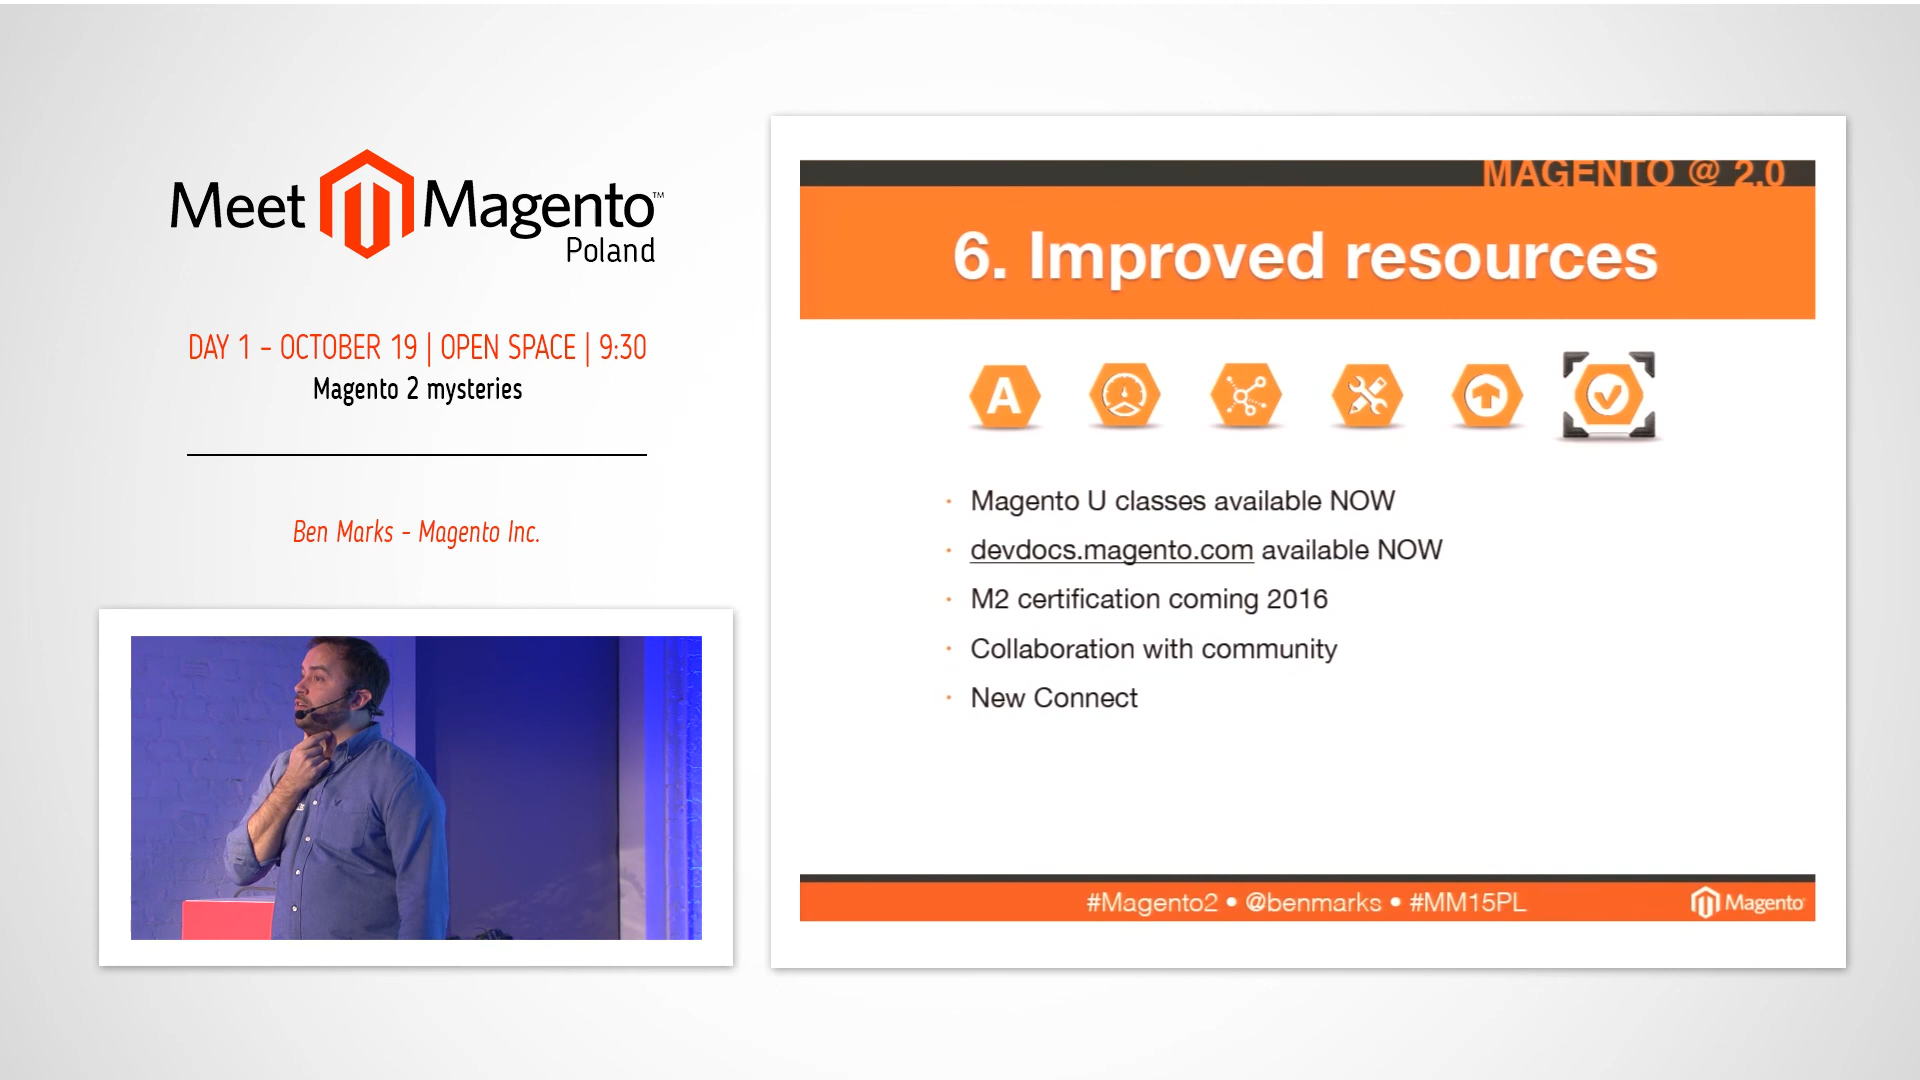 Meet Magento™
Poland
DAY 1 - OCTOBER 19 | OPEN SPACE | 9:30
Magento 2 mysteries
Ben Marks - Magento Inc.
MAGENTO @ 2.0
6. Improved resources
A
· Magento U classes available NOW
· devdocs.magento.com available NOW
· M2 certification coming 2016
· Collaboration with community
· New Connect
#Magento2 • @benmarks • #MM15PL
Magento